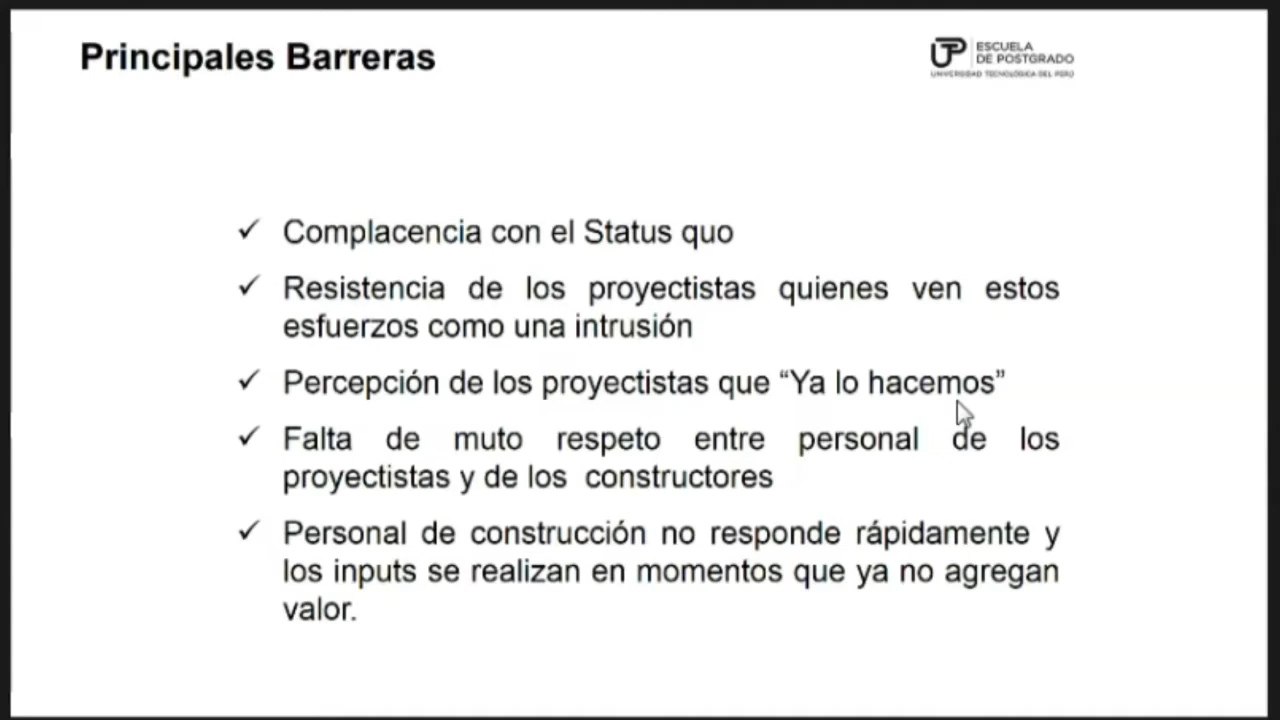 Principales Barreras
UTP
ESCUELA
DE POSTGRADO
UNIVERSIDAD TECNOLÓGICA DEL PERÚ
✓ Complacencia con el Status quo
✓ Resistencia de los proyectistas quienes ven estos
esfuerzos como una intrusión
✓ Percepción de los proyectistas que “Ya lo hacemos”
✓ Falta de muto respeto entre personal de los
proyectistas y de los constructores
✓ Personal de construcción no responde rápidamente y
los inputs se realizan en momentos que ya no agregan
valor.